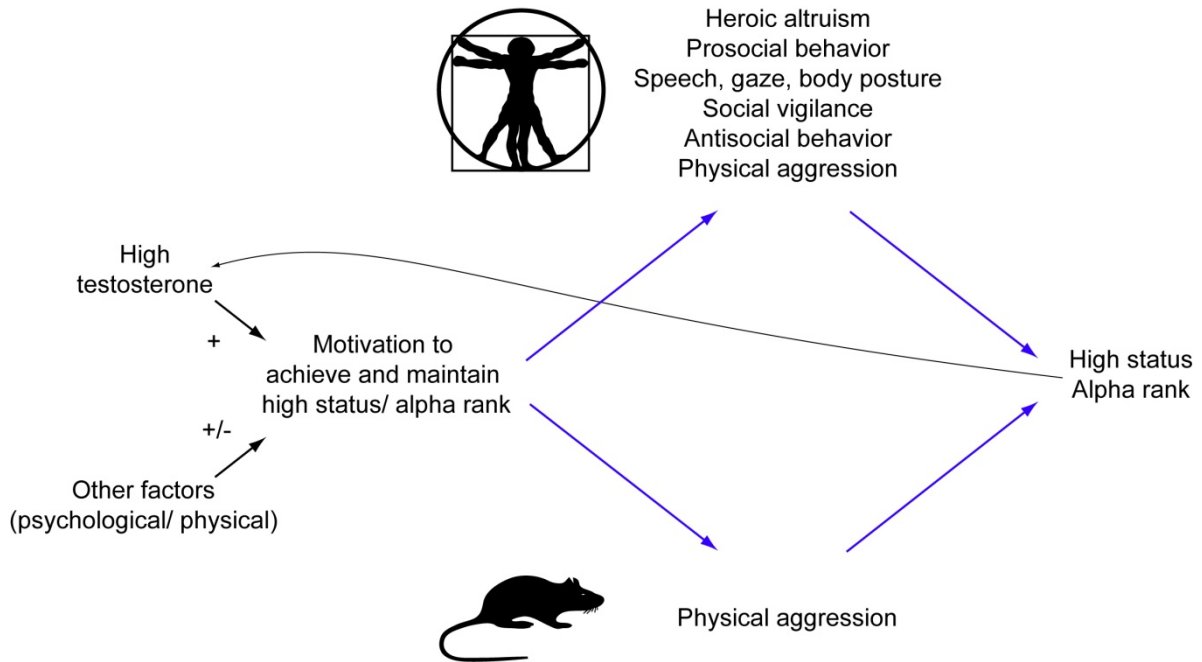 Heroic altruism
Prosocial behavior
Speech, gaze, body posture
Social vigilance
Antisocial behavior
Physical aggression
High
testosterone
+
Motivation to
achieve and maintain
high status/ alpha rank
+/-
Other factors
(psychological/ physical)
High status
Alpha rank
Physical aggression